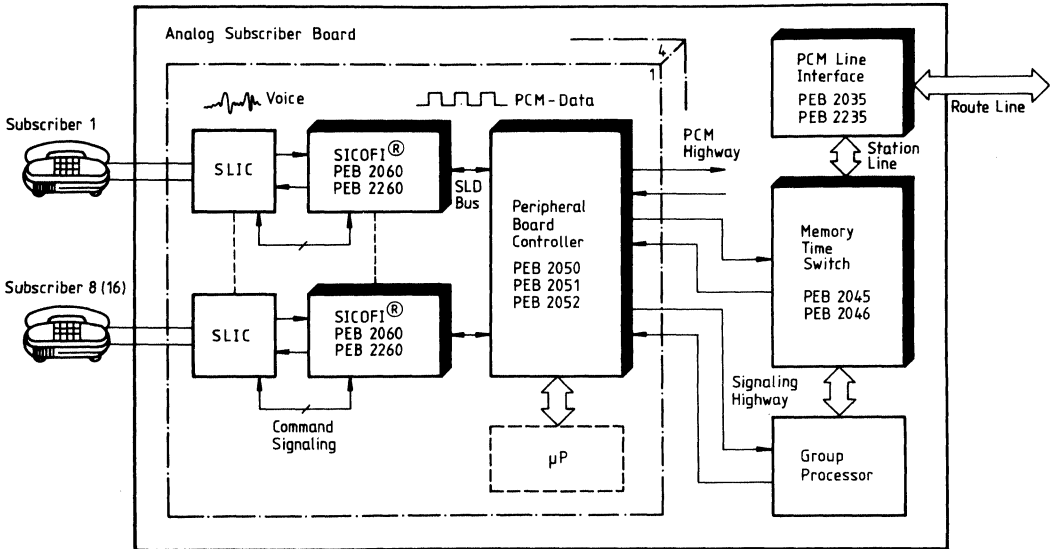 Analog Subscriber Board
4
1
Voice
PCM-Data
Subscriber 1
SLIC
SICOFI®
PEB 2060
PEB 2260
SLD
Bus
Peripheral
Board
Controller
PEB 2050
PEB 2051
PEB 2052
PCM
Highway
PCM Line
Interface
PEB 2035
PEB 2235
Route Line
Station
Line
Memory
Time
Switch
PEB 2045
PEB 2046
Subscriber 8 (16)
SLIC
SICOFI®
PEB 2060
PEB 2260
Command
Signaling
µP
Signaling
Highway
Group
Processor